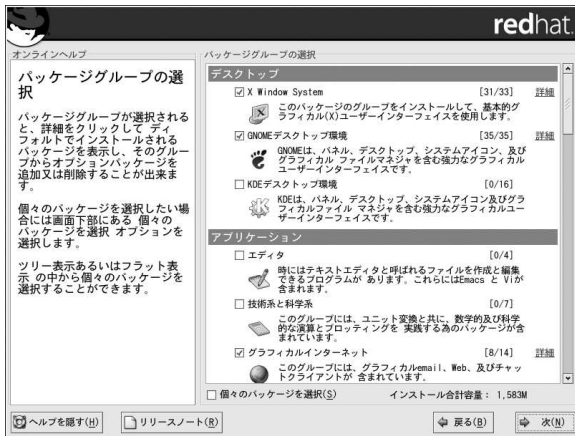 redhat.
オンラインヘルプ
パッケージグループの選
択
パッケージグループが選択される
と、詳細をクリックして ディ
フォルトでインストールされる
パッケージを表示し、そのグルー
プからオプションパッケージを
追加又は削除することが出来ま
す。
個々のパッケージを選択したい場
合には画面下部にある 個々の
パッケージを選択 オプションを
選択します。
ツリー表示あるいはフラット表
示 の中から個々のパッケージを
選択することができます。
パッケージグループの選択
デスクトップ
X Window System [31/33] 詳細
このパッケージのグループをインストールして、基本的グ
ラフィカル(X)ユーザーインターフェイスを使用します。
GNOMEデスクトップ環境 [35/35] 詳細
GNOMEは、パネル、デスクトップ、システムアイコン、及び
グラフィカル ファイルマネジャを含む強力なグラフィカル
ユーザーインターフェイスです。
KDEデスクトップ環境 [0/16]
KDEは、パネル、デスクトップ、システムアイコン及びグラ
フィカルファイル マネジャを含む強力なグラフィカルユー
ザーインターフェイスです。
アプリケーション
エディタ [0/4]
時にはテキストエディタと呼ばれるファイルを作成と編集
できるプログラムが あります。これらにはEmacs と Viが
含まれます。
技術系と科学系 [0/7]
このグループには、ユニット変換と共に、数学的及び科学
的な演算とプロッティングを 実践する為のパッケージが含
まれています。
グラフィカルインターネット [8/14] 詳細
このグループには、グラフィカルemail、Web、及びチャッ
トクライアントが 含まれています。
個々のパッケージを選択(S) インストール合計容量： 1,583M
ヘルプを隠す(H) リリースノート(R) 戻る(B) 次(N)